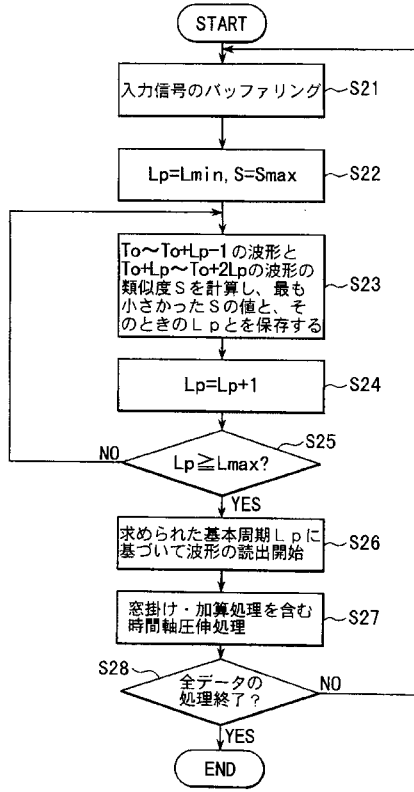 START
入力信号のバッファリング
S21
Lp=Lmin, S=Smax
S22
To～To+Lp-1の波形と
To+Lp～To+2Lpの波形の
類似度Sを計算し、最も
小さかったSの値と、そ
のときのLpとを保存する
S23
Lp=Lp+1
S24
S25
NO
Lp≧Lmax?
YES
求められた基本周期Lpに
基づいて波形の読出開始
S26
窓掛け・加算処理を含む
時間軸圧伸処理
S27
S28
全データの
処理終了？
NO
YES
END